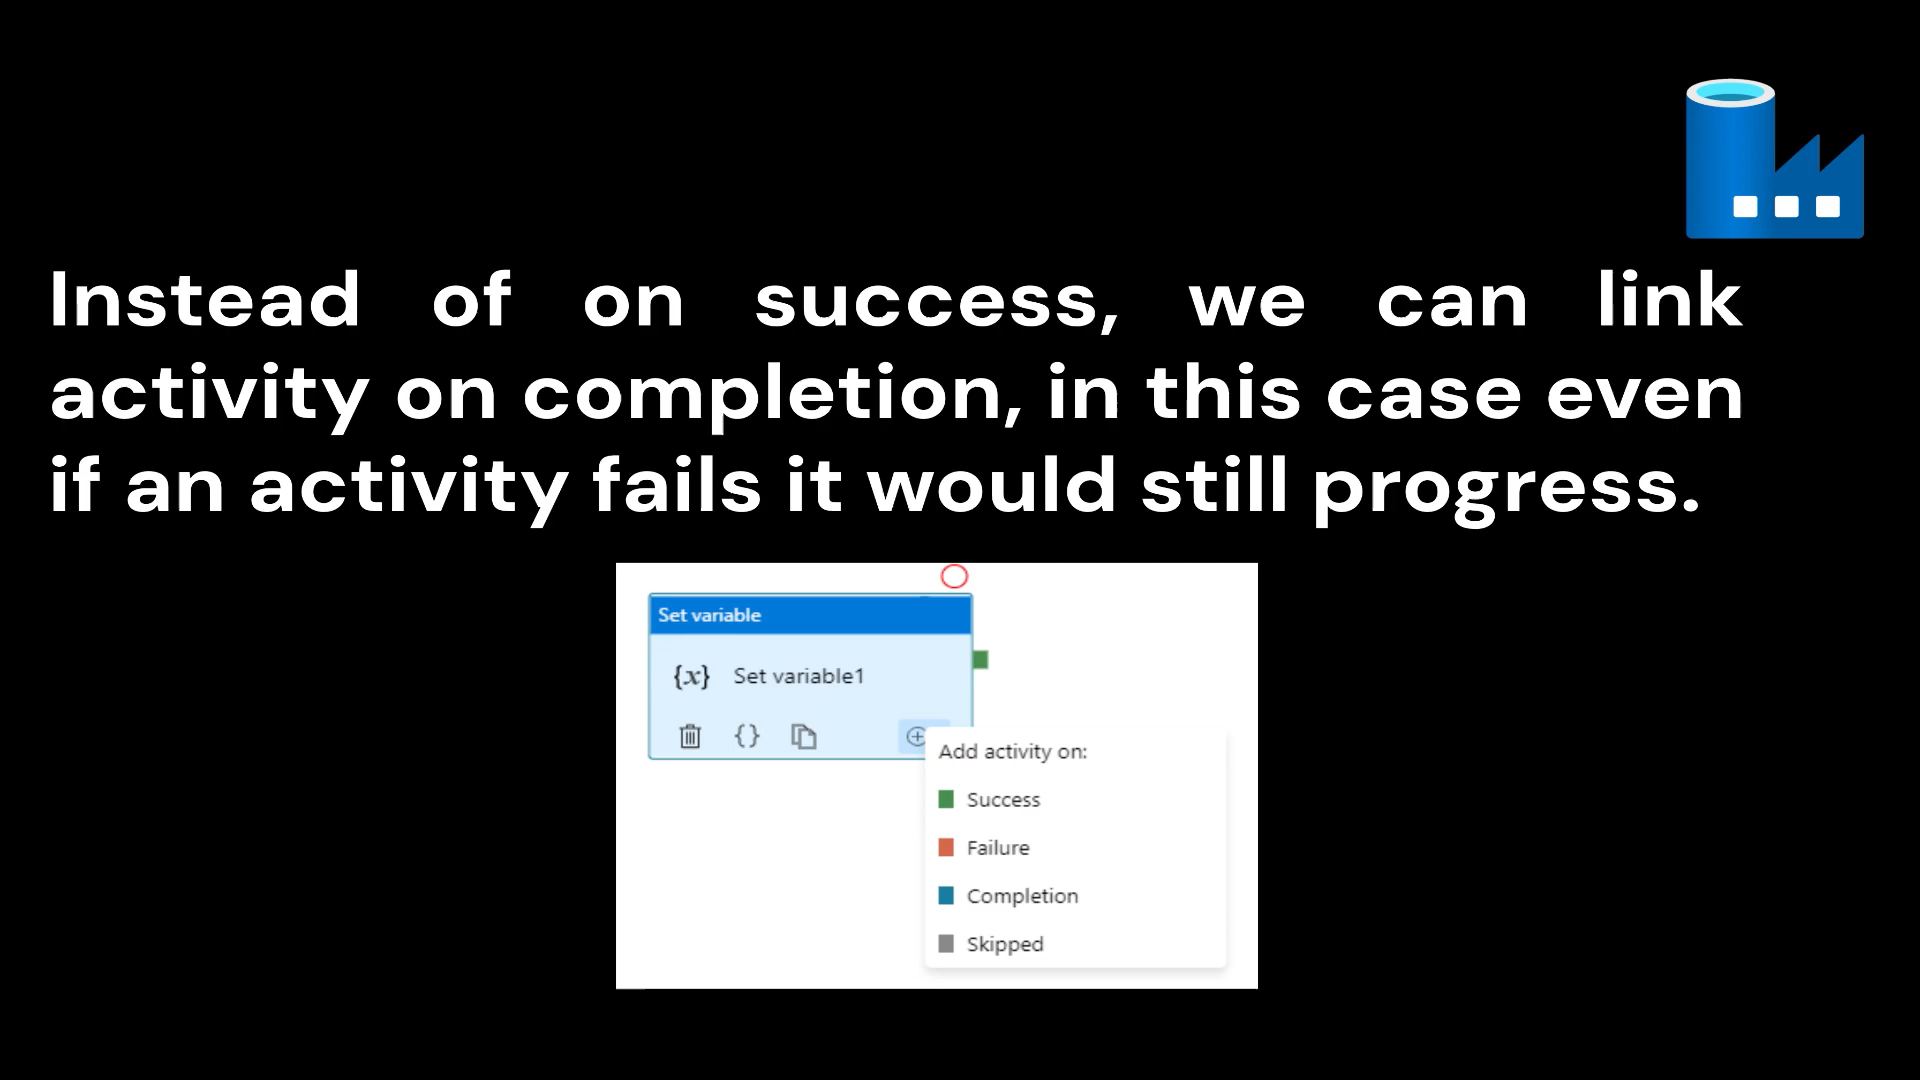 Instead of on success, we can link
activity on completion, in this case even
if an activity fails it would still progress.
Set variable
{x} Set variable1
{}
Add activity on:
Success
Failure
Completion
Skipped